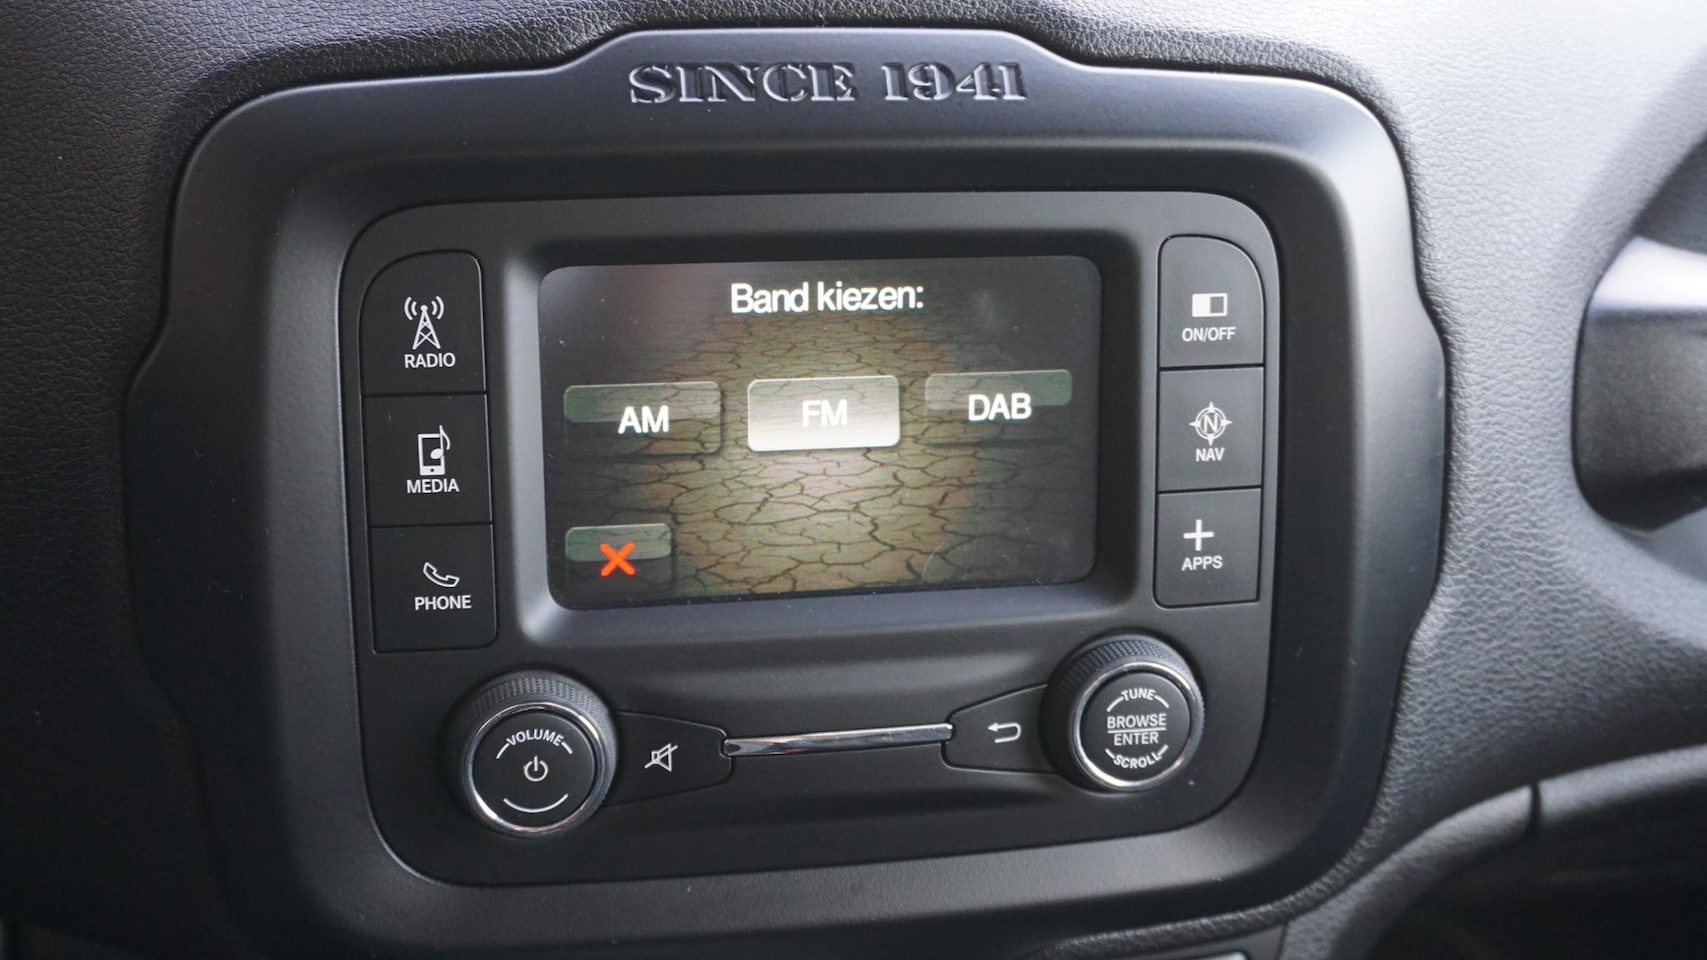 SINCE 1941
RADIO
MEDIA
PHONE
Band kiezen:
AM
FM
DAB
ON/OFF
N
NAV
APPS
VOLUME
TUNE
BROWSE
ENTER
SCROLL